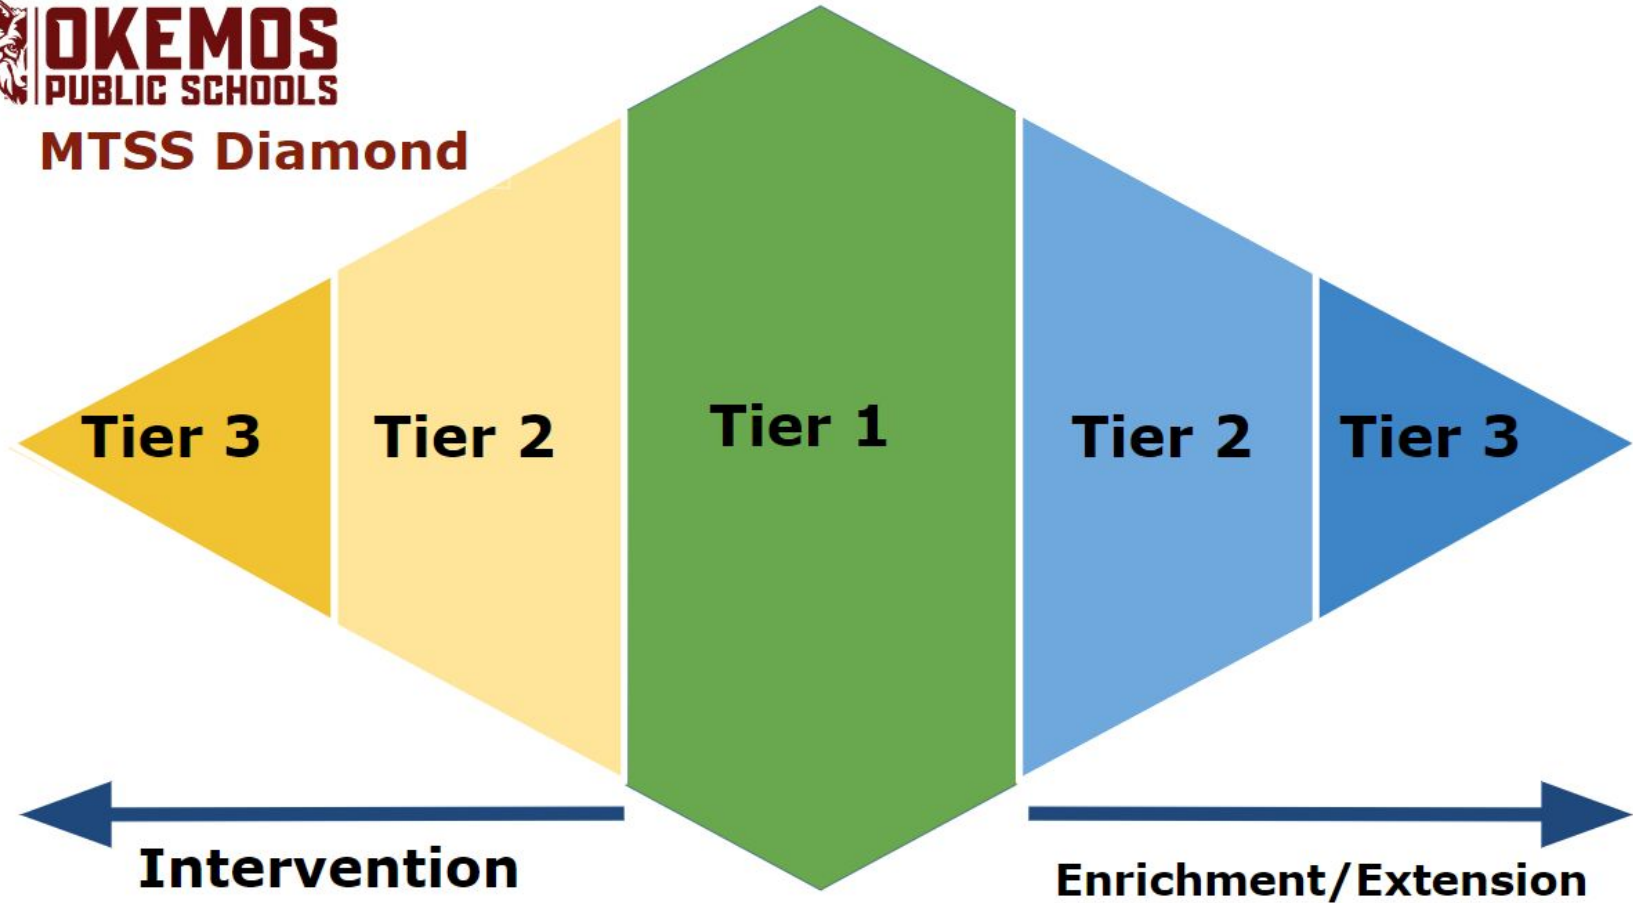 OKEMOS
PUBLIC SCHOOLS
MTSS Diamond
Tier 3
Tier 2
Tier 1
Tier 2
Tier 3
Intervention
Enrichment/Extension